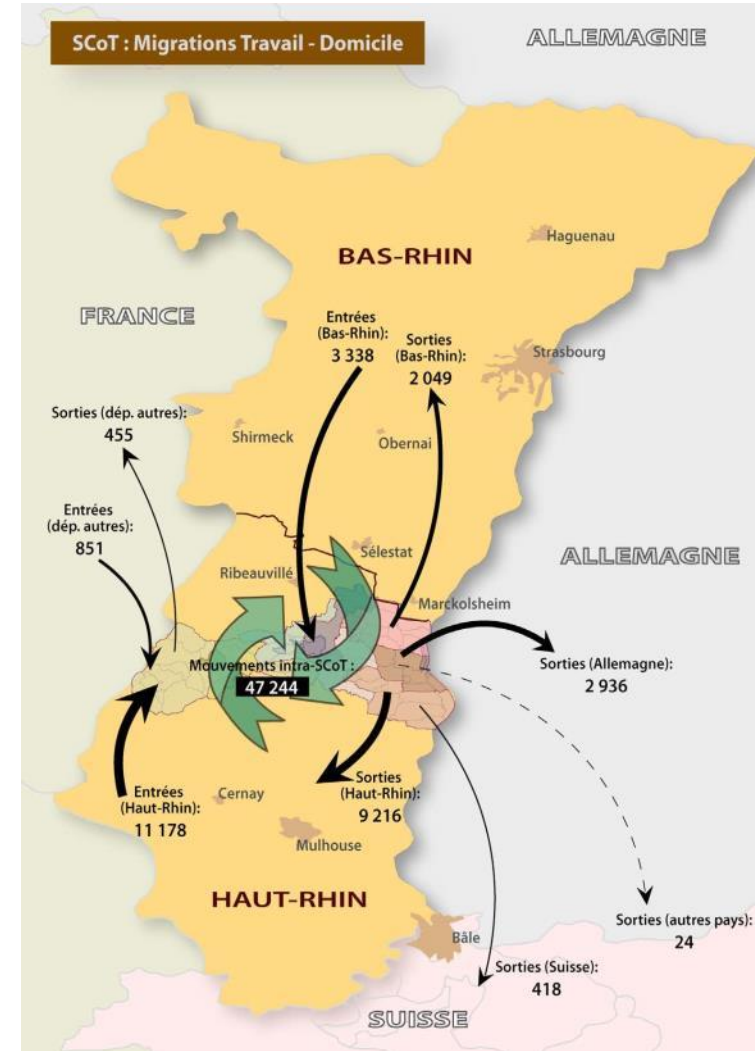 SCoT : Migrations Travail - Domicile
ALLEMAGNE
Haguenau
BAS-RHIN
FRANCE
Entrées
(Bas-Rhin):
3 338
Sorties
(Bas-Rhin):
2 049
Strasbourg
Sorties (dép. autres):
455
Shirmeck
Obernai
Entrées
(dép. autres):
851
Sélestat
Ribeauvillé
ALLEMAGNE
Marckolsheim
Mouvements intra-SCoT :
47 244
Sorties (Allemagne):
2 936
Entrées
(Haut-Rhin):
11 178
Cernay
Sorties
(Haut-Rhin):
9 216
Mulhouse
HAUT-RHIN
Sorties (autres pays):
24
Bâle
Sorties (Suisse):
418
SUISSE